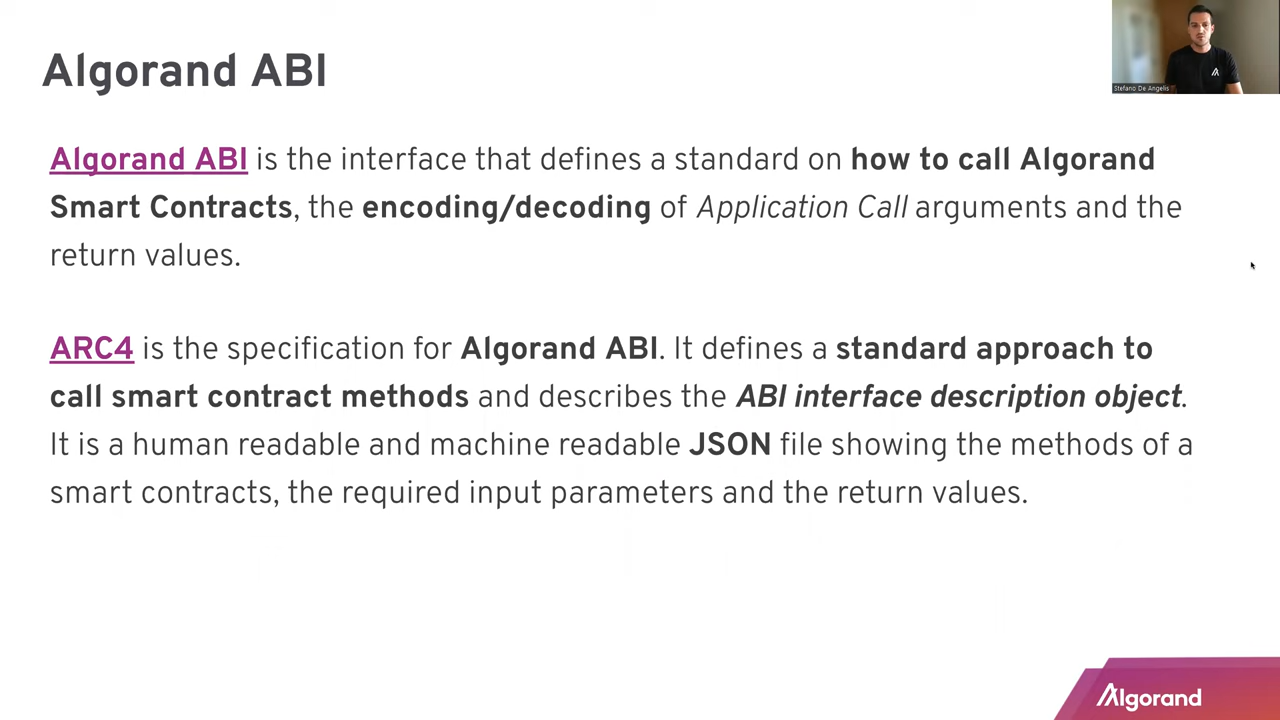 Algorand ABI
Stefano De Angelis
Algorand ABI is the interface that defines a standard on how to call Algorand
Smart Contracts, the encoding/decoding of Application Call arguments and the
return values.
ARC4 is the specification for Algorand ABI. It defines a standard approach to
call smart contract methods and describes the ABI interface description object.
It is a human readable and machine readable JSON file showing the methods of a
smart contracts, the required input parameters and the return values.
Algorand